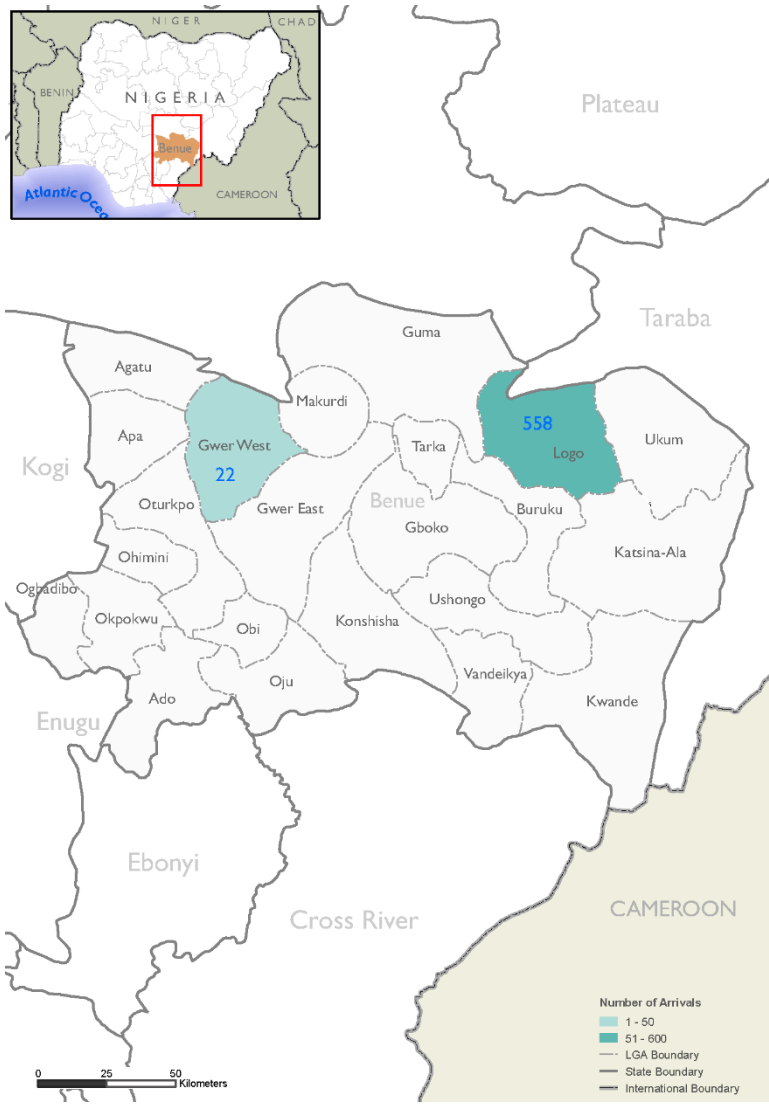 NIGER
CHAD
BENIN
NIGERIA
Benue
Atlantic Ocea
CAMEROON
Plateau
Taraba
Guma
Agatu
Makurdi
558
Logo
Ukum
Apa
Gwer West
22
Tarka
Kogi
Oturkpo
Gwer East
Benue
Buruku
Gboko
Katsina-Ala
Ohimini
Ogbadibo
Okpokwu
Obi
Konshisha
Ushongo
Ado
Oju
Vandeikya
Kwande
Enugu
Ebonyi
Cross River
CAMEROON
Number of Arrivals
1 - 50
51 - 600
LGA Boundary
State Boundary
International Boundary
0 25 50
Kilometers